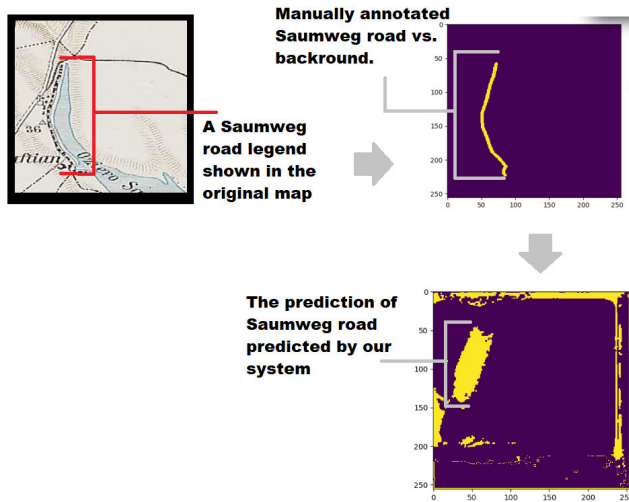 Manually annotated
Saumweg road vs.
backround.
A Saumweg
road legend
shown in the
original map
36
0
50
100
150
200
250
0 50 100 150 200 250
The prediction of
Saumweg road
predicted by our
system
0
50
100
150
200
250
0 50 100 150 200 250